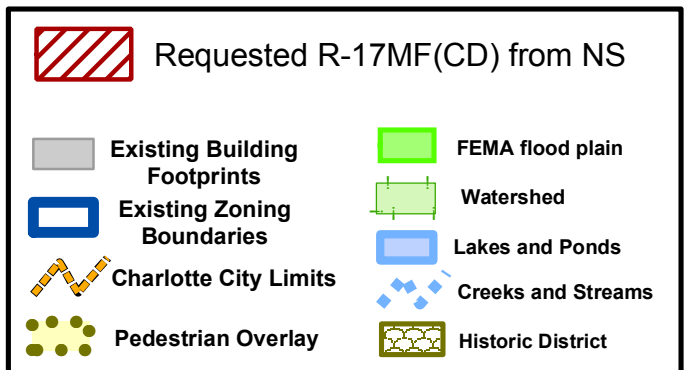 Requested R-17MF(CD) from NS
Existing Building
Footprints
Existing Zoning
Boundaries
Charlotte City Limits
Pedestrian Overlay
FEMA flood plain
Watershed
Lakes and Ponds
Creeks and Streams
Historic District